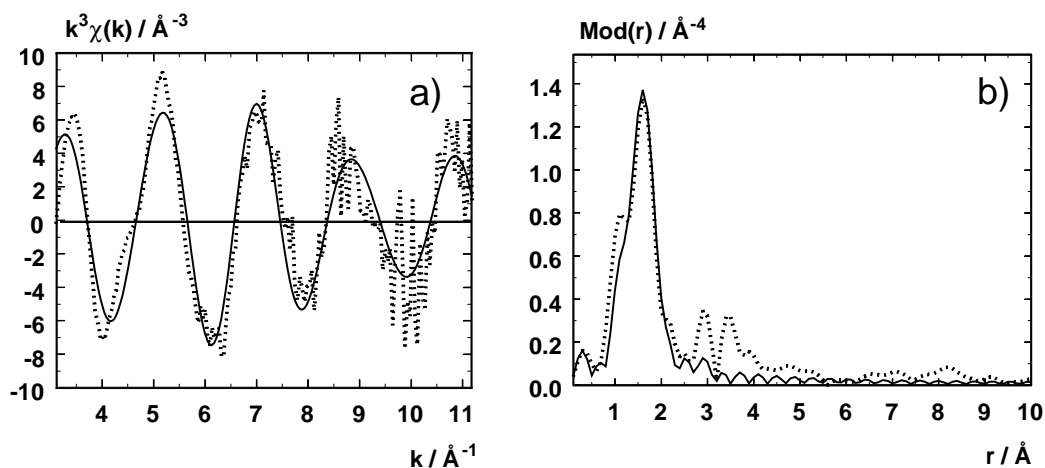 k³χ(k) / Å⁻³
a)
10
8
6
4
2
0
-2
-4
-6
-8
-10
4 5 6 7 8 9 10 11
k / Å⁻¹
Mod(r) / Å⁻⁴
b)
1.4
1.2
1.0
0.8
0.6
0.4
0.2
0.0
1 2 3 4 5 6 7 8 9 10
r / Å